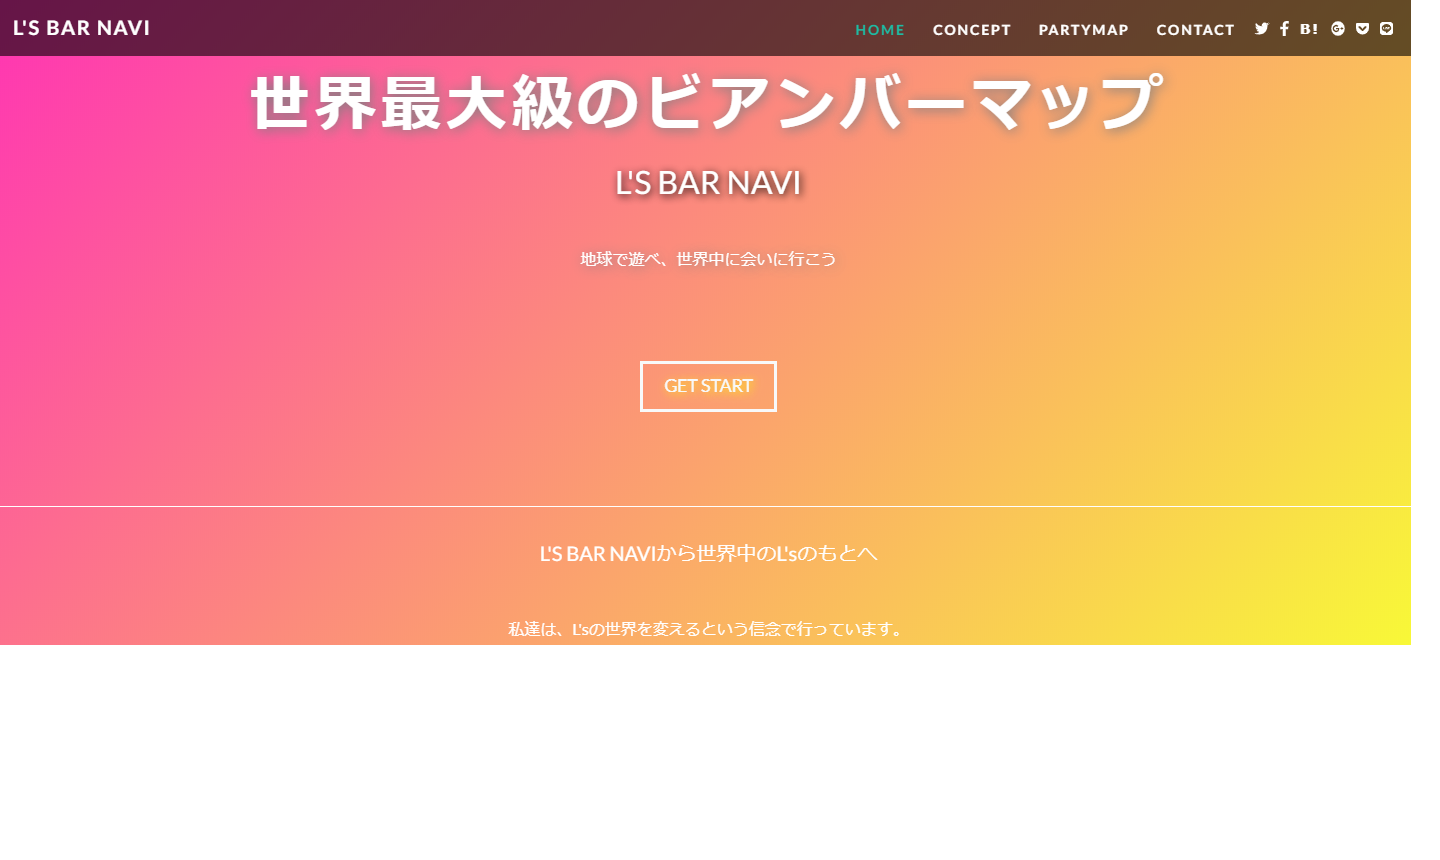 L'S BAR NAVI
HOME CONCEPT PARTYMAP CONTACT B!
世界最大級のビアンバーマップ
L'S BAR NAVI
地球で遊べ、世界中に会いに行こう
GET START
L'S BAR NAVIから世界中のL'sのもとへ
私達は、L'sの世界を変えるという信念で行っています。